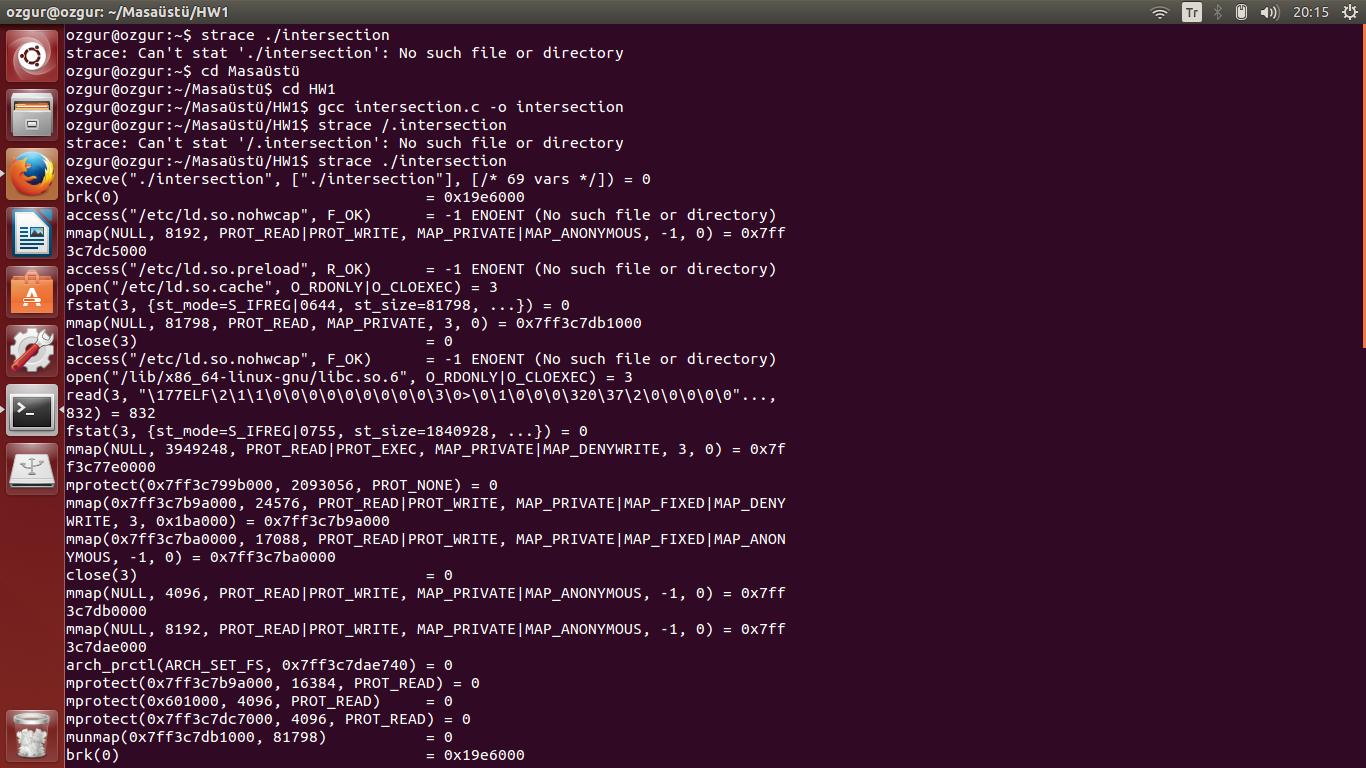 ozgur@ozgur: ~/Masaüstü/HW1
Tr
20:15
ozgur@ozgur:~$ strace ./intersection
strace: Can't stat './intersection': No such file or directory
ozgur@ozgur:~$ cd Masaüstü
ozgur@ozgur:~/Masaüstü$ cd HW1
ozgur@ozgur:~/Masaüstü/HW1$ gcc intersection.c -o intersection
ozgur@ozgur:~/Masaüstü/HW1$ strace /.intersection
strace: Can't stat '/.intersection': No such file or directory
ozgur@ozgur:~/Masaüstü/HW1$ strace ./intersection
execve("./intersection", ["./intersection"], [/* 69 vars */]) = 0
brk(0)                                  = 0x19e6000
access("/etc/ld.so.nohwcap", F_OK)      = -1 ENOENT (No such file or directory)
mmap(NULL, 8192, PROT_READ|PROT_WRITE, MAP_PRIVATE|MAP_ANONYMOUS, -1, 0) = 0x7ff
3c7dc5000
access("/etc/ld.so.preload", R_OK)      = -1 ENOENT (No such file or directory)
open("/etc/ld.so.cache", O_RDONLY|O_CLOEXEC) = 3
fstat(3, {st_mode=S_IFREG|0644, st_size=81798, ...}) = 0
mmap(NULL, 81798, PROT_READ, MAP_PRIVATE, 3, 0) = 0x7ff3c7db1000
close(3)                                = 0
access("/etc/ld.so.nohwcap", F_OK)      = -1 ENOENT (No such file or directory)
open("/lib/x86_64-linux-gnu/libc.so.6", O_RDONLY|O_CLOEXEC) = 3
read(3, "\177ELF\2\1\1\0\0\0\0\0\0\0\0\0\3\0>\0\1\0\0\0\320\37\2\0\0\0\0\0"...,
832) = 832
fstat(3, {st_mode=S_IFREG|0755, st_size=1840928, ...}) = 0
mmap(NULL, 3949248, PROT_READ|PROT_EXEC, MAP_PRIVATE|MAP_DENYWRITE, 3, 0) = 0x7f
f3c77e0000
mprotect(0x7ff3c799b000, 2093056, PROT_NONE) = 0
mmap(0x7ff3c7b9a000, 24576, PROT_READ|PROT_WRITE, MAP_PRIVATE|MAP_FIXED|MAP_DENY
WRITE, 3, 0x1ba000) = 0x7ff3c7b9a000
mmap(0x7ff3c7ba0000, 17088, PROT_READ|PROT_WRITE, MAP_PRIVATE|MAP_FIXED|MAP_ANON
YMOUS, -1, 0) = 0x7ff3c7ba0000
close(3)                                = 0
mmap(NULL, 4096, PROT_READ|PROT_WRITE, MAP_PRIVATE|MAP_ANONYMOUS, -1, 0) = 0x7ff
3c7db0000
mmap(NULL, 8192, PROT_READ|PROT_WRITE, MAP_PRIVATE|MAP_ANONYMOUS, -1, 0) = 0x7ff
3c7dae000
arch_prctl(ARCH_SET_FS, 0x7ff3c7dae740) = 0
mprotect(0x7ff3c7b9a000, 16384, PROT_READ) = 0
mprotect(0x601000, 4096, PROT_READ)     = 0
mprotect(0x7ff3c7dc7000, 4096, PROT_READ) = 0
munmap(0x7ff3c7db1000, 81798)           = 0
brk(0)                                  = 0x19e6000